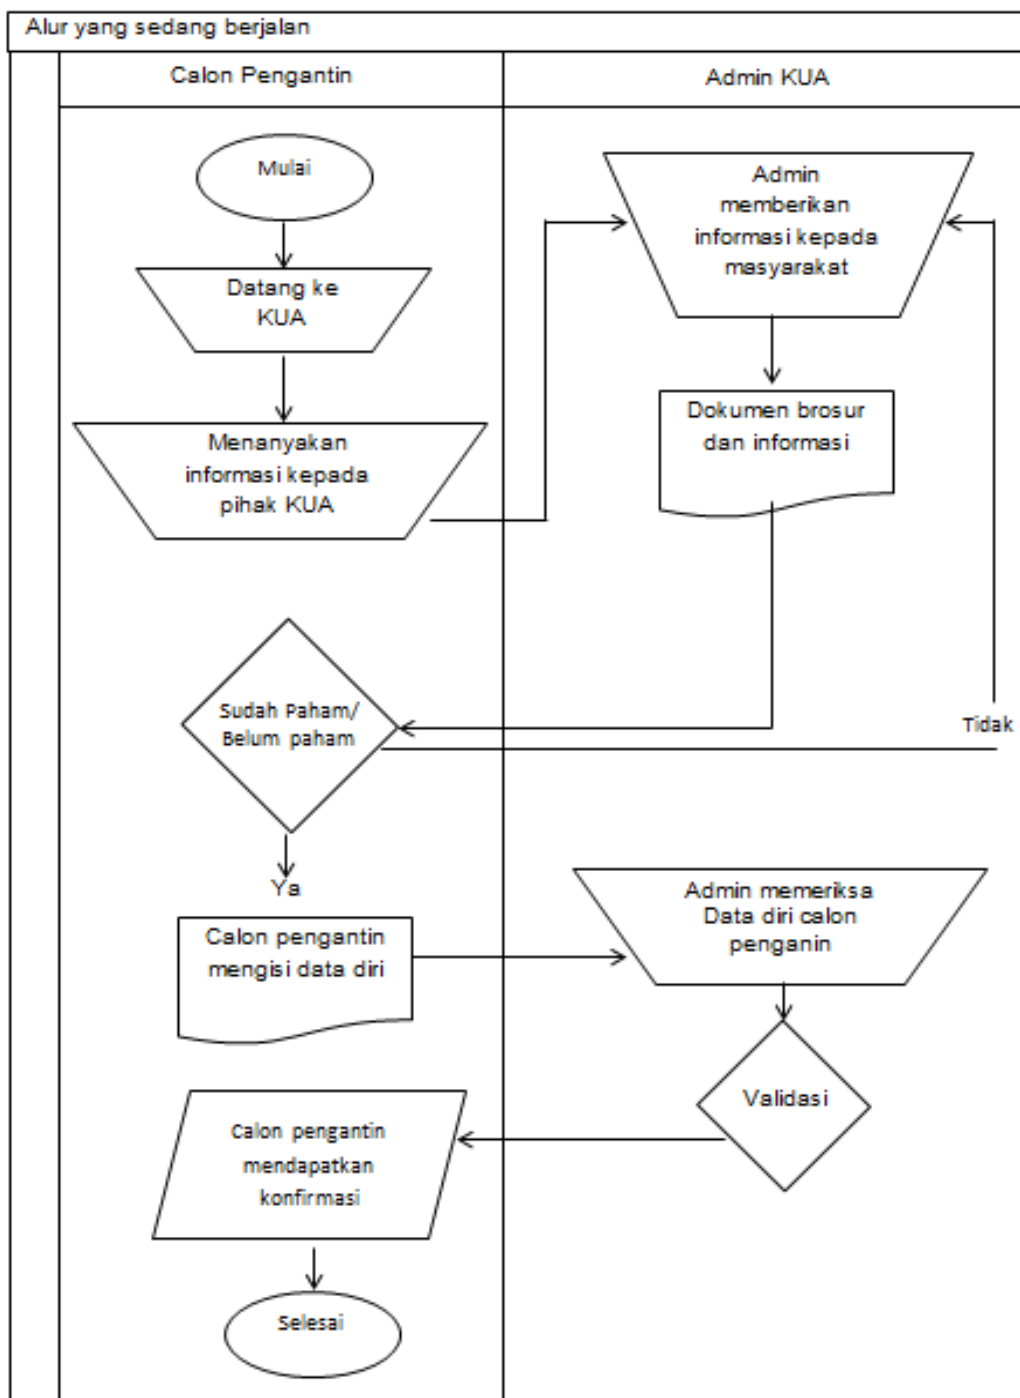 Alur yang sedang berjalan
Calon Pengantin
Admin KUA
Mulai
Datang ke
KUA
Menanyakan
informasi kepada
pihak KUA
Admin
memberikan
informasi kepada
masyarakat
Dokumen brosur
dan informasi
Sudah Paham/
Belum paham
Tidak
Ya
Calon pengantin
mengisi data diri
Admin memeriksa
Data diri calon
penganin
Validasi
Calon pengantin
mendapatkan
konfirmasi
Selesai